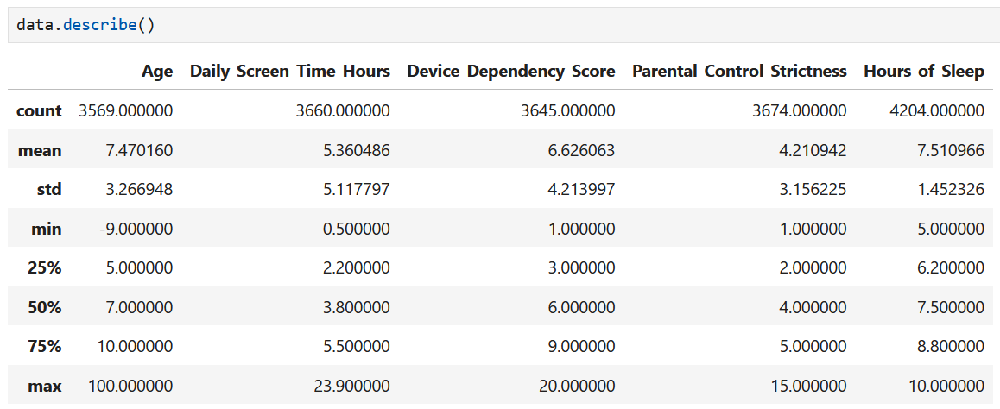 data.describe()
Age Daily_Screen_Time_Hours Device_Dependency_Score Parental_Control_Strictness Hours_of_Sleep
count 3569.000000 3660.000000 3645.000000 3674.000000 4204.000000
mean 7.470160 5.360486 6.626063 4.210942 7.510966
std 3.266948 5.117797 4.213997 3.156225 1.452326
min -9.000000 0.500000 1.000000 1.000000 5.000000
25% 5.000000 2.200000 3.000000 2.000000 6.200000
50% 7.000000 3.800000 6.000000 4.000000 7.500000
75% 10.000000 5.500000 9.000000 5.000000 8.800000
max 100.000000 23.900000 20.000000 15.000000 10.000000